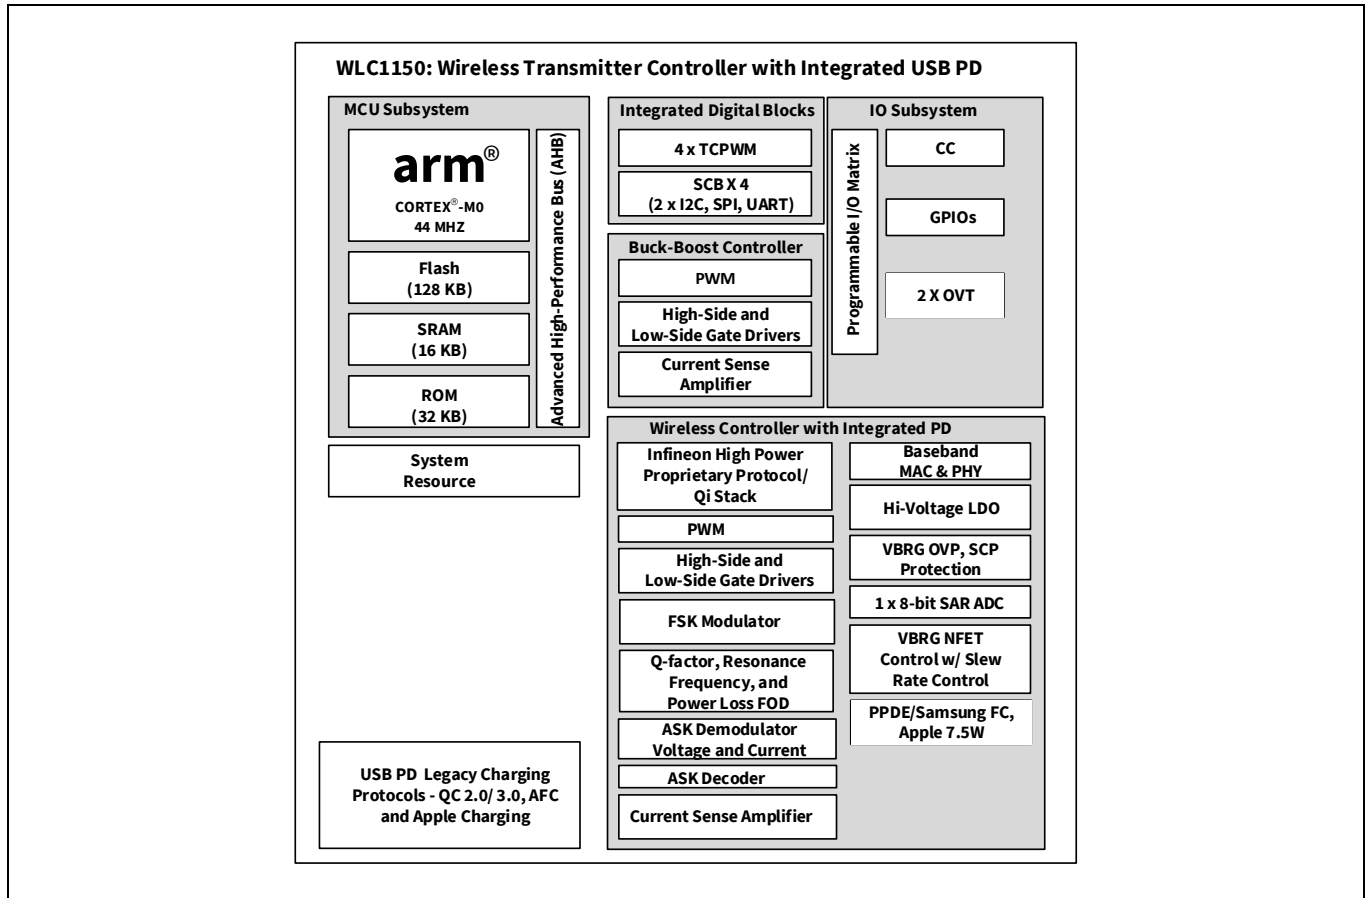 WLC1150: Wireless Transmitter Controller with Integrated USB PD
MCU Subsystem
arm®
CORTEX®-M0
44 MHZ
Flash
(128 KB)
SRAM
(16 KB)
ROM
(32 KB)
Advanced High-Performance Bus (AHB)
System
Resource
USB PD Legacy Charging
Protocols - QC 2.0/ 3.0, AFC
and Apple Charging
Integrated Digital Blocks
4 x TCPWM
SCB X 4
(2 x I2C, SPI, UART)
Buck-Boost Controller
PWM
High-Side and
Low-Side Gate Drivers
Current Sense
Amplifier
IO Subsystem
Programmable I/O Matrix
CC
GPIOs
2 X OVT
Wireless Controller with Integrated PD
Infineon High Power
Proprietary Protocol/
Qi Stack
PWM
High-Side and
Low-Side Gate Drivers
FSK Modulator
Q-factor, Resonance
Frequency, and
Power Loss FOD
ASK Demodulator
Voltage and Current
ASK Decoder
Current Sense Amplifier
Baseband
MAC & PHY
Hi-Voltage LDO
VBRG OVP, SCP
Protection
1 x 8-bit SAR ADC
VBRG NFET
Control w/ Slew
Rate Control
PPDE/Samsung FC,
Apple 7.5W